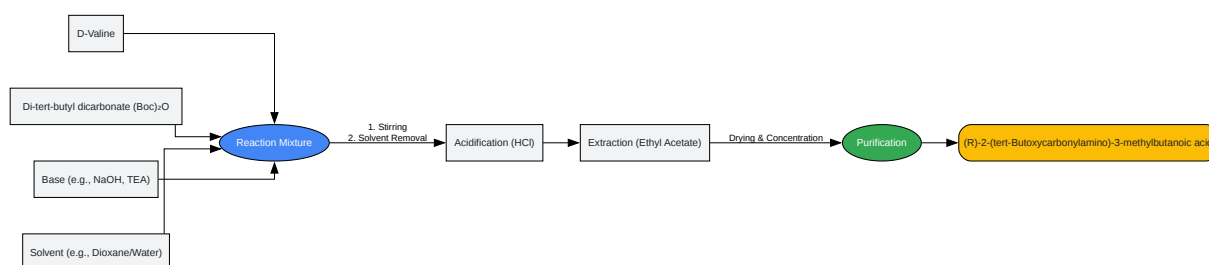 D-Valine
Di-tert-butyl dicarbonate (Boc)₂O
Base (e.g., NaOH, TEA)
Solvent (e.g., Dioxane/Water)
Reaction Mixture
1. Stirring
2. Solvent Removal
Acidification (HCl)
Extraction (Ethyl Acetate)
Drying & Concentration
Purification
(R)-2-(tert-Butoxycarbonylamino)-3-methylbutanoic acid